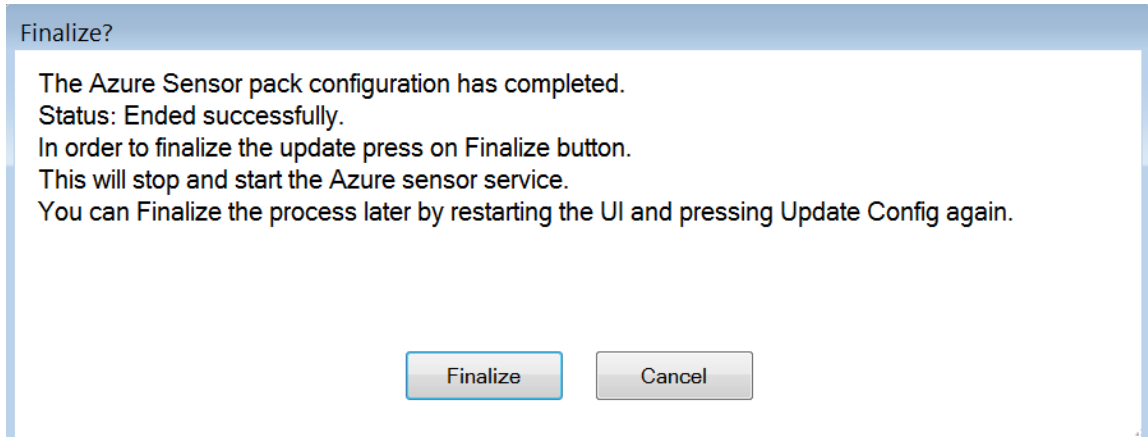 Finalize?
The Azure Sensor pack configuration has completed.
Status: Ended successfully.
In order to finalize the update press on Finalize button.
This will stop and start the Azure sensor service.
You can Finalize the process later by restarting the UI and pressing Update Config again.
Finalize
Cancel